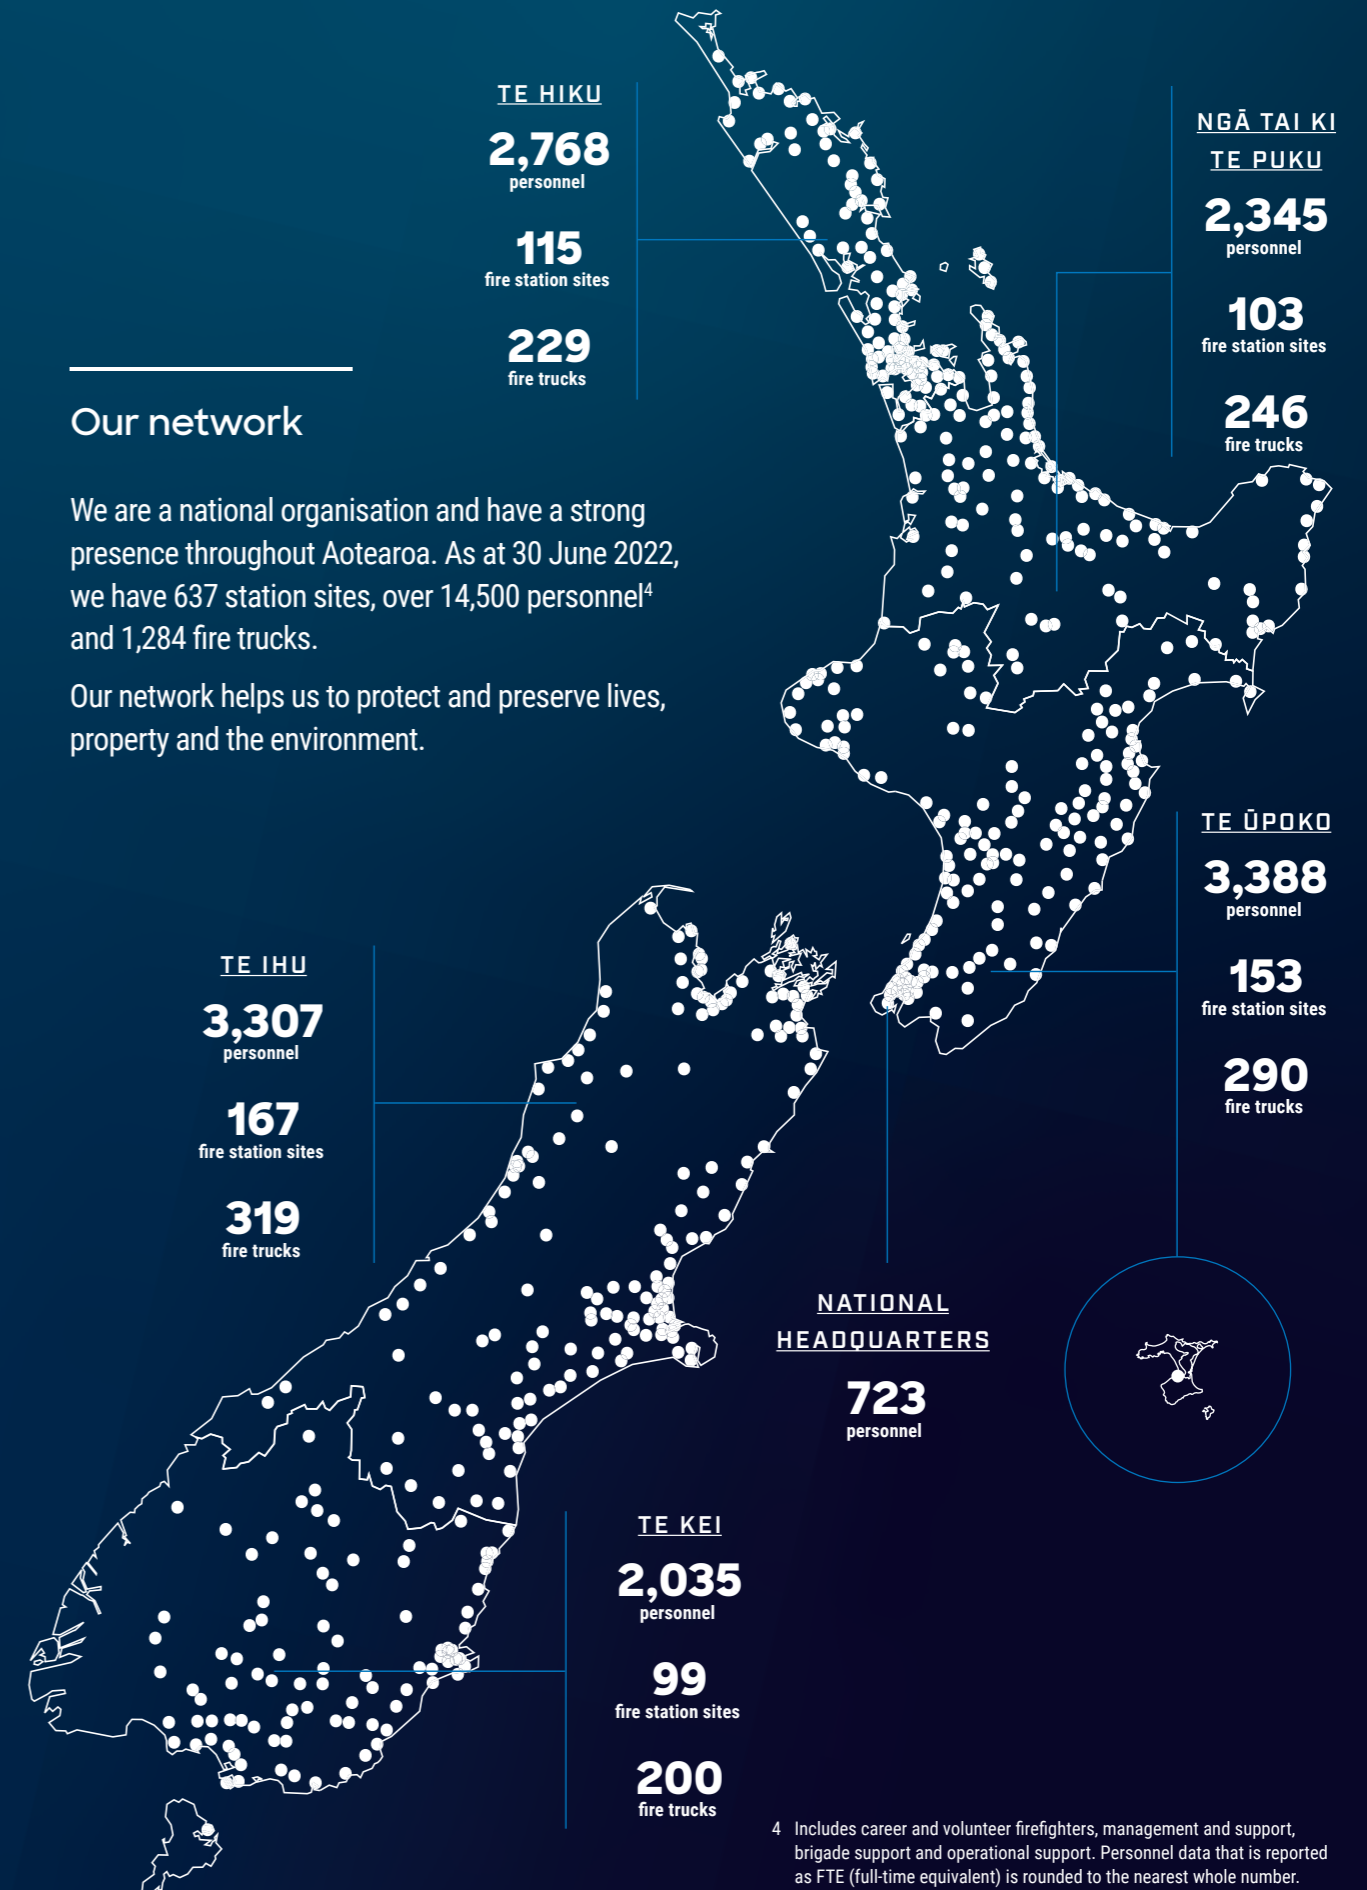 Our network
We are a national organisation and have a strong
presence throughout Aotearoa. As at 30 June 2022,
we have 637 station sites, over 14,500 personnel4
and 1,284 fire trucks.
Our network helps us to protect and preserve lives,
property and the environment.
TE HIKU
2,768
personnel
115
fire station sites
229
fire trucks
NGĀ TAI KI
TE PUKU
2,345
personnel
103
fire station sites
246
fire trucks
TE ŪPOKO
3,388
personnel
153
fire station sites
290
fire trucks
TE IHU
3,307
personnel
167
fire station sites
319
fire trucks
NATIONAL
HEADQUARTERS
723
personnel
TE KEI
2,035
personnel
99
fire station sites
200
fire trucks
4 Includes career and volunteer firefighters, management and support,
brigade support and operational support. Personnel data that is reported
as FTE (full-time equivalent) is rounded to the nearest whole number.